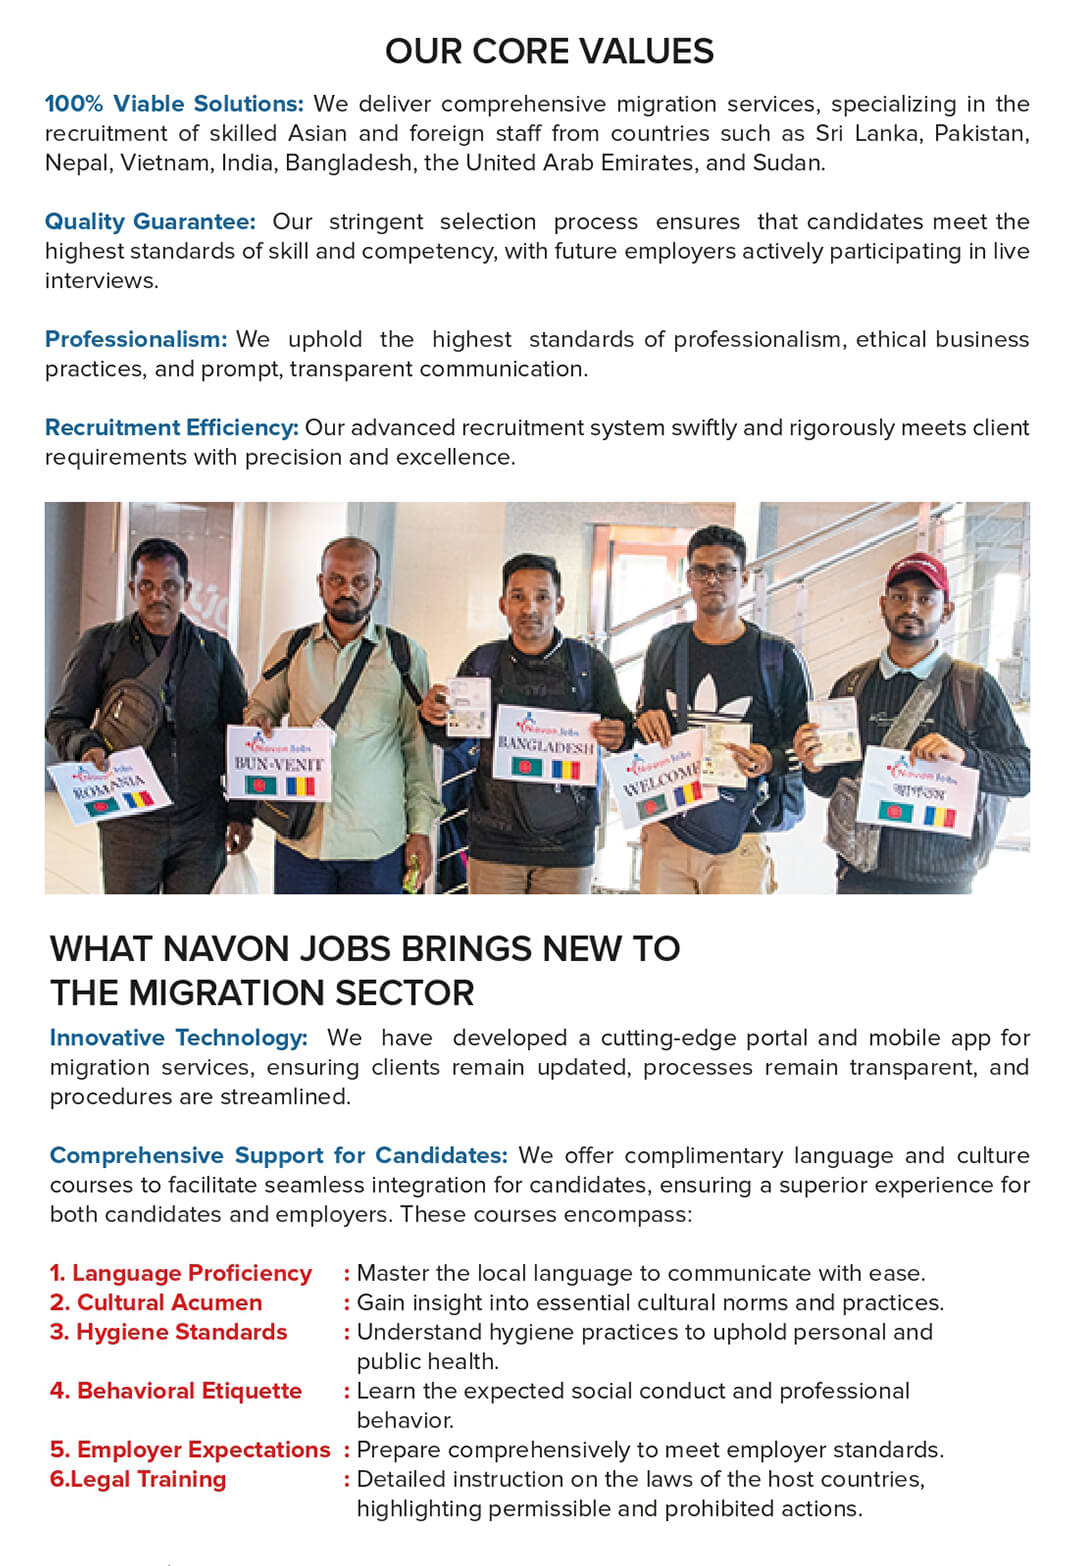 OUR CORE VALUES
100% Viable Solutions: We deliver comprehensive migration services, specializing in the
recruitment of skilled Asian and foreign staff from countries such as Sri Lanka, Pakistan,
Nepal, Vietnam, India, Bangladesh, the United Arab Emirates, and Sudan.
Quality Guarantee: Our stringent selection process ensures that candidates meet the
highest standards of skill and competency, with future employers actively participating in live
interviews.
Professionalism: We uphold the highest standards of professionalism, ethical business
practices, and prompt, transparent communication.
Recruitment Efficiency: Our advanced recruitment system swiftly and rigorously meets client
requirements with precision and excellence.
Navon Jobs
ROMANIA
Navon Jobs
BUN-VENIT
Navon Jobs
BANGLADESH
Navon Jobs
WELCOME
Navon Jobs
স্বাগতম
WHAT NAVON JOBS BRINGS NEW TO
THE MIGRATION SECTOR
Innovative Technology: We have developed a cutting-edge portal and mobile app for
migration services, ensuring clients remain updated, processes remain transparent, and
procedures are streamlined.
Comprehensive Support for Candidates: We offer complimentary language and culture
courses to facilitate seamless integration for candidates, ensuring a superior experience for
both candidates and employers. These courses encompass:
1. Language Proficiency : Master the local language to communicate with ease.
2. Cultural Acumen : Gain insight into essential cultural norms and practices.
3. Hygiene Standards : Understand hygiene practices to uphold personal and
public health.
4. Behavioral Etiquette : Learn the expected social conduct and professional
behavior.
5. Employer Expectations : Prepare comprehensively to meet employer standards.
6.Legal Training : Detailed instruction on the laws of the host countries,
highlighting permissible and prohibited actions.